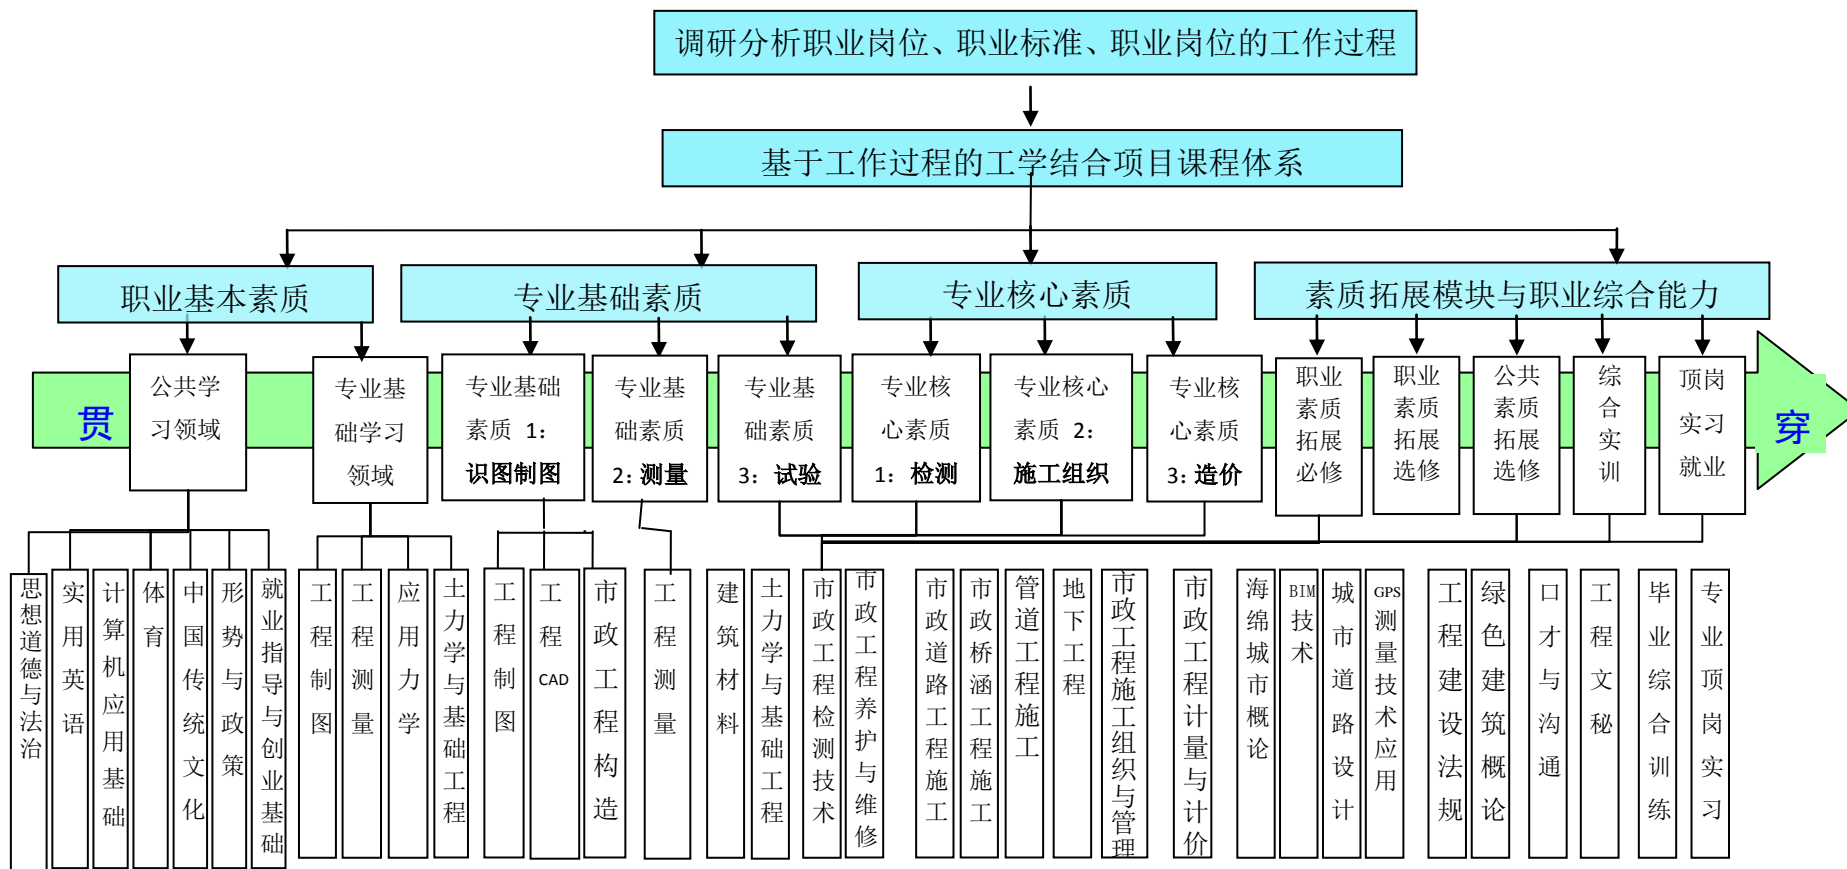 调研分析职业岗位、职业标准、职业岗位的工作过程
基于工作过程的工学结合项目课程体系
职业基本素质
专业基础素质
专业核心素质
素质拓展模块与职业综合能力
贯
公共学
习领域
专业基
础学习
领域
专业基础
素质 1：
识图制图
专业基
础素质
2：测量
专业基
础素质
3：试验
专业核
心素质
1：检测
专业核心
素质 2：
施工组织
专业核
心素质
3：造价
职业
素质
拓展
必修
职业
素质
拓展
选修
公共
素质
拓展
选修
综
合
实
训
顶岗
实习
就业
穿
思想道德与法治
实用英语
计算机应用基础
体育
中国传统文化
形势与政策
就业指导与创业基础
工程制图
工程测量
应用力学
土力学与基础工程
工程制图
工程CAD
市政工程构造
工程测量
建筑材料
土力学与基础工程
市政工程检测技术
市政工程养护与维修
市政道路工程施工
市政桥涵工程施工
管道工程施工
地下工程
市政工程施工组织与管理
市政工程计量与计价
海绵城市概论
BIM技术
城市道路设计
GPS测量技术应用
工程建设法规
绿色建筑概论
口才与沟通
工程文秘
毕业综合训练
专业顶岗实习